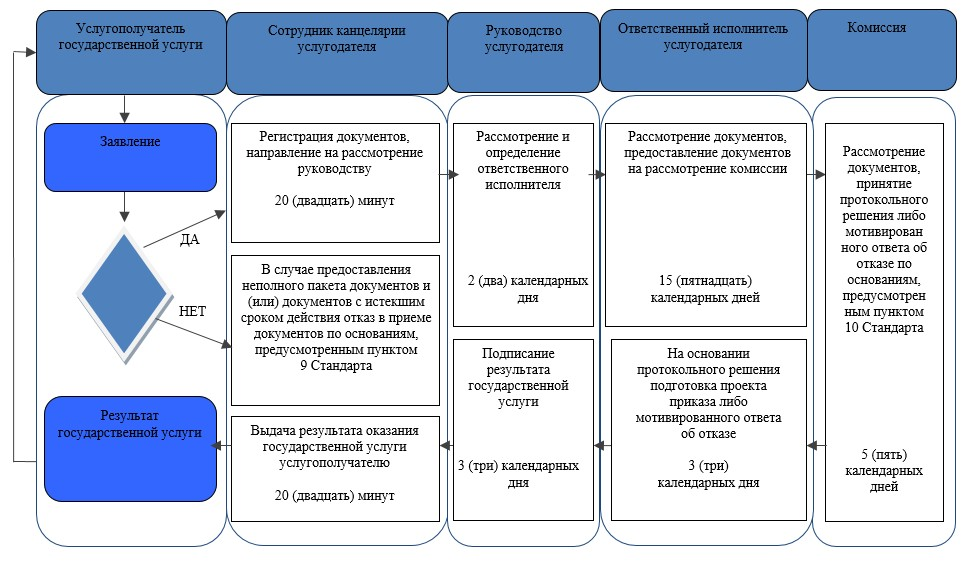 Услугополучатель
государственной услуги
Сотрудник канцелярии
услугодателя
Руководство
услугодателя
Ответственный исполнитель
услугодателя
Комиссия
Заявление
ДА
НЕТ
Регистрация документов,
направление на рассмотрение
руководству
20 (двадцать) минут
Рассмотрение и
определение
ответственного
исполнителя
2 (два) календарных
дня
Рассмотрение документов,
предоставление документов
на рассмотрение комиссии
15 (пятнадцать)
календарных дней
Рассмотрение
документов,
принятие
протокольного
решения либо
мотивирован
ного ответа об
отказе по
основаниям,
предусмотрен
ным пунктом
10 Стандарта
5 (пять)
календарных
дней
В случае предоставления
неполного пакета документов и
(или) документов с истекшим
сроком действия отказ в приеме
документов по основаниям,
предусмотренным пунктом
9 Стандарта
На основании
протокольного решения
подготовка проекта
приказа либо
мотивированного ответа
об отказе
3 (три)
календарных дня
Подписание
результата
государственной
услуги
3 (три) календарных
дня
Выдача результата оказания
государственной услуги
услугополучателю
20 (двадцать) минут
Результат
государственной услуги